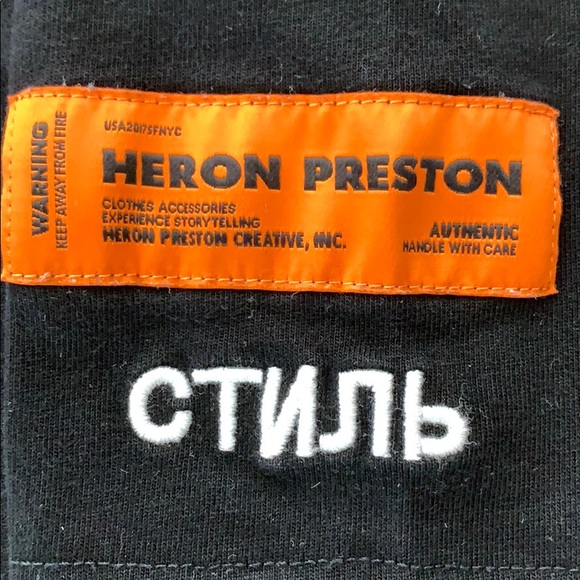 WARNING
KEEP AWAY FROM FIRE
USA2017SFNYC
HERON PRESTON
CLOTHES ACCESSORIES
EXPERIENCE STORYTELLING
HERON PRESTON CREATIVE, INC.
AUTHENTIC
HANDLE WITH CARE
СТИЛЬ